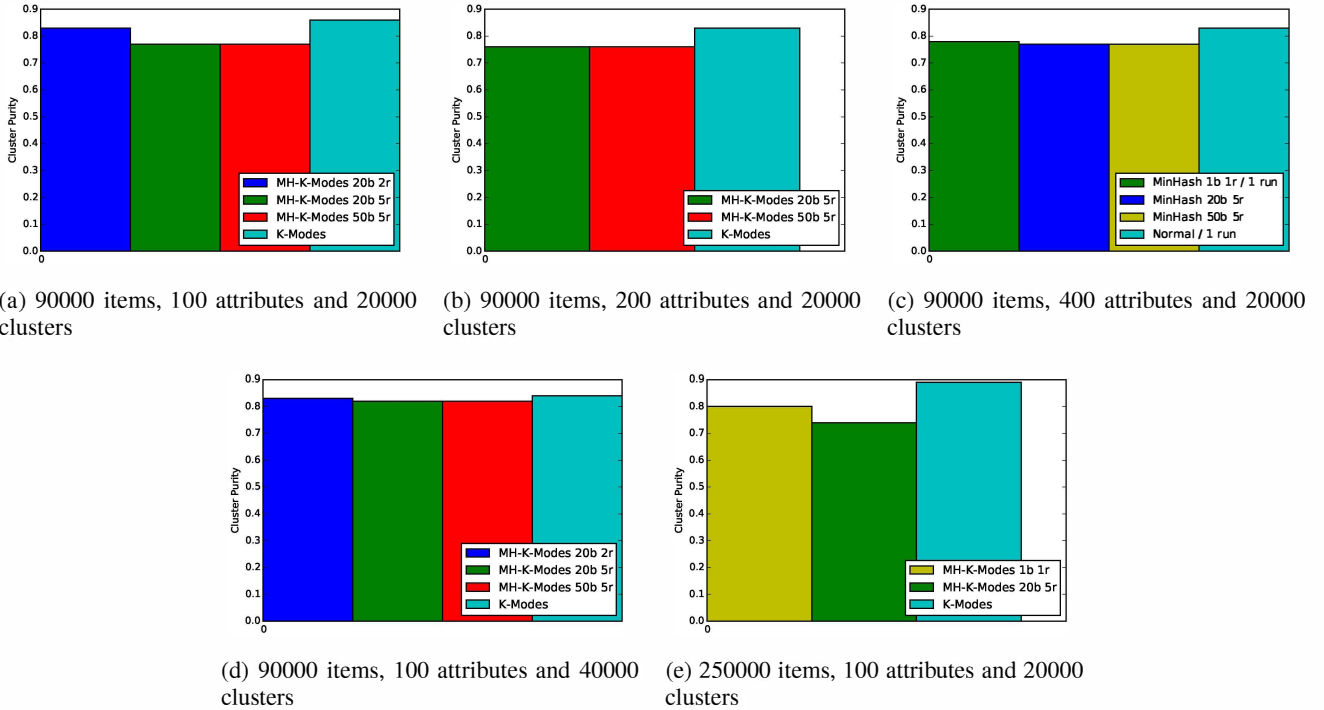 0.9
0.8
0.7
0.6
0.5
0.4
0.3
0.2
0.1
0.0
0
Cluster Purity
MH-K-Modes 20b 2r
MH-K-Modes 20b 5r
MH-K-Modes 50b 5r
K-Modes
(a) 90000 items, 100 attributes and 20000
clusters
0.9
0.8
0.7
0.6
0.5
0.4
0.3
0.2
0.1
0.0
0
Cluster Purity
MH-K-Modes 20b 5r
MH-K-Modes 50b 5r
K-Modes
(b) 90000 items, 200 attributes and 20000
clusters
0.9
0.8
0.7
0.6
0.5
0.4
0.3
0.2
0.1
0.0
0
Cluster Purity
MinHash 1b 1r / 1 run
MinHash 20b 5r
MinHash 50b 5r
Normal / 1 run
(c) 90000 items, 400 attributes and 20000
clusters
0.9
0.8
0.7
0.6
0.5
0.4
0.3
0.2
0.1
0.0
0
Cluster Purity
MH-K-Modes 20b 2r
MH-K-Modes 20b 5r
MH-K-Modes 50b 5r
K-Modes
(d) 90000 items, 100 attributes and 40000
clusters
0.9
0.8
0.7
0.6
0.5
0.4
0.3
0.2
0.1
0.0
0
Cluster Purity
MH-K-Modes 1b 1r
MH-K-Modes 20b 5r
K-Modes
(e) 250000 items, 100 attributes and 20000
clusters